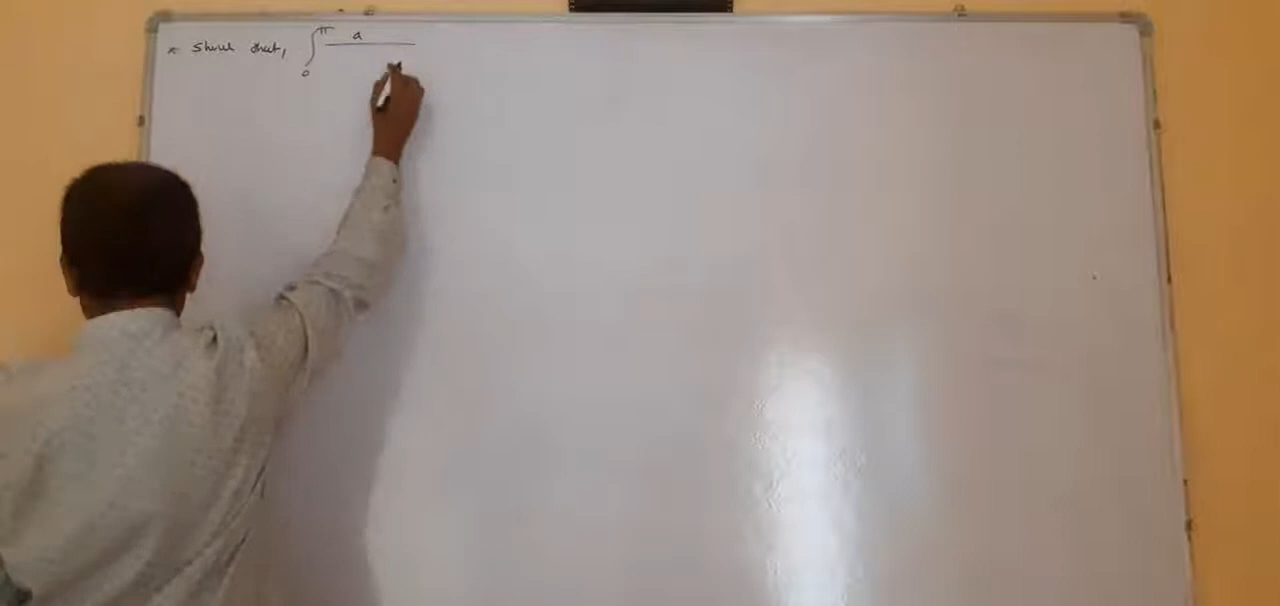 * Show that, ∫₀^π a